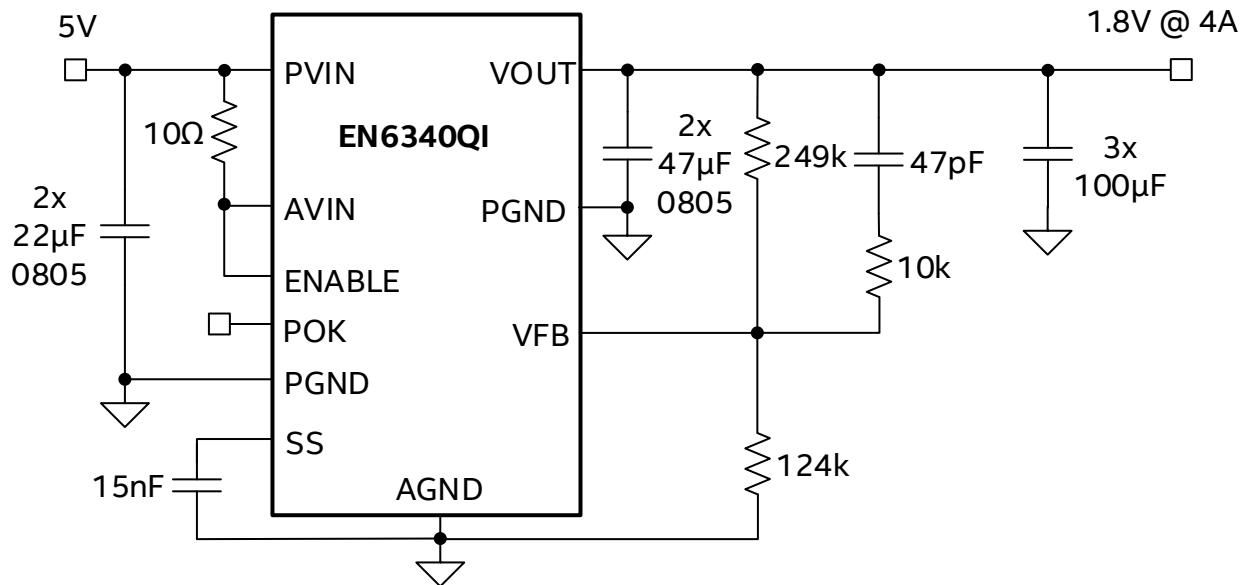 5V
1.8V @ 4A
PVIN
VOUT
10Ω
EN6340QI
2x
47µF
0805
249k
47pF
3x
100µF
2x
22µF
0805
AVIN
PGND
ENABLE
10k
POK
VFB
PGND
SS
15nF
AGND
124k